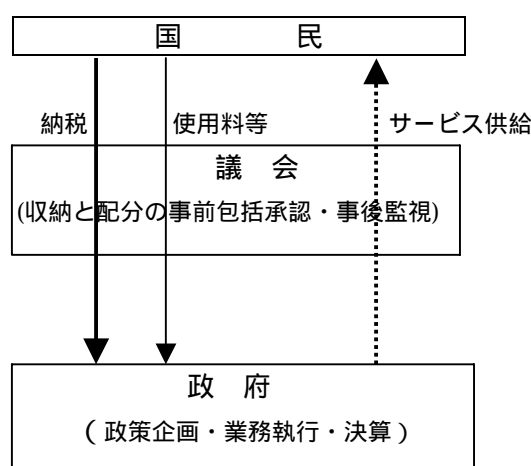 国　民
納税　使用料等　サービス供給
議　会
(収納と配分の事前包括承認・事後監視)
政　府
（政策企画・業務執行・決算）